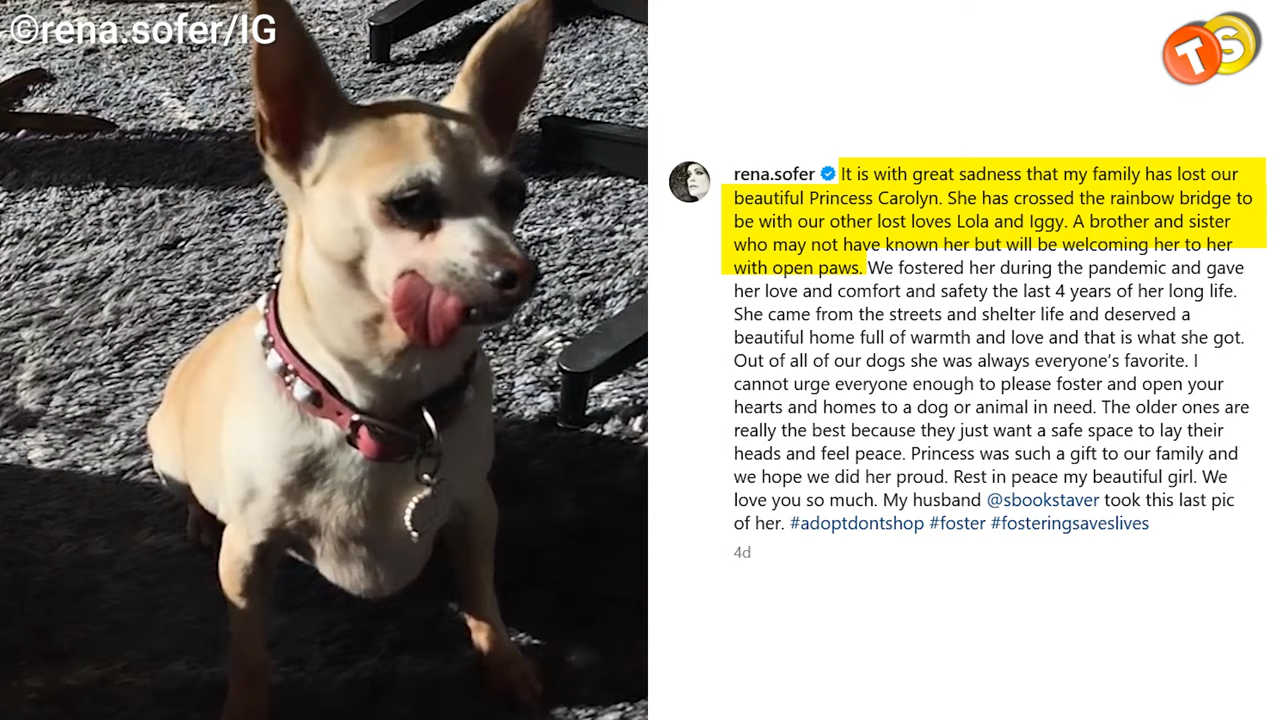 ©rena.sofer/IG
TS
rena.sofer It is with great sadness that my family has lost our
beautiful Princess Carolyn. She has crossed the rainbow bridge to
be with our other lost loves Lola and Iggy. A brother and sister
who may not have known her but will be welcoming her to her
with open paws. We fostered her during the pandemic and gave
her love and comfort and safety the last 4 years of her long life.
She came from the streets and shelter life and deserved a
beautiful home full of warmth and love and that is what she got.
Out of all of our dogs she was always everyone’s favorite. I
cannot urge everyone enough to please foster and open your
hearts and homes to a dog or animal in need. The older ones are
really the best because they just want a safe space to lay their
heads and feel peace. Princess was such a gift to our family and
we hope we did her proud. Rest in peace my beautiful girl. We
love you so much. My husband @sbookstaver took this last pic
of her. #adoptdontshop #foster #fosteringsaveslives
4d